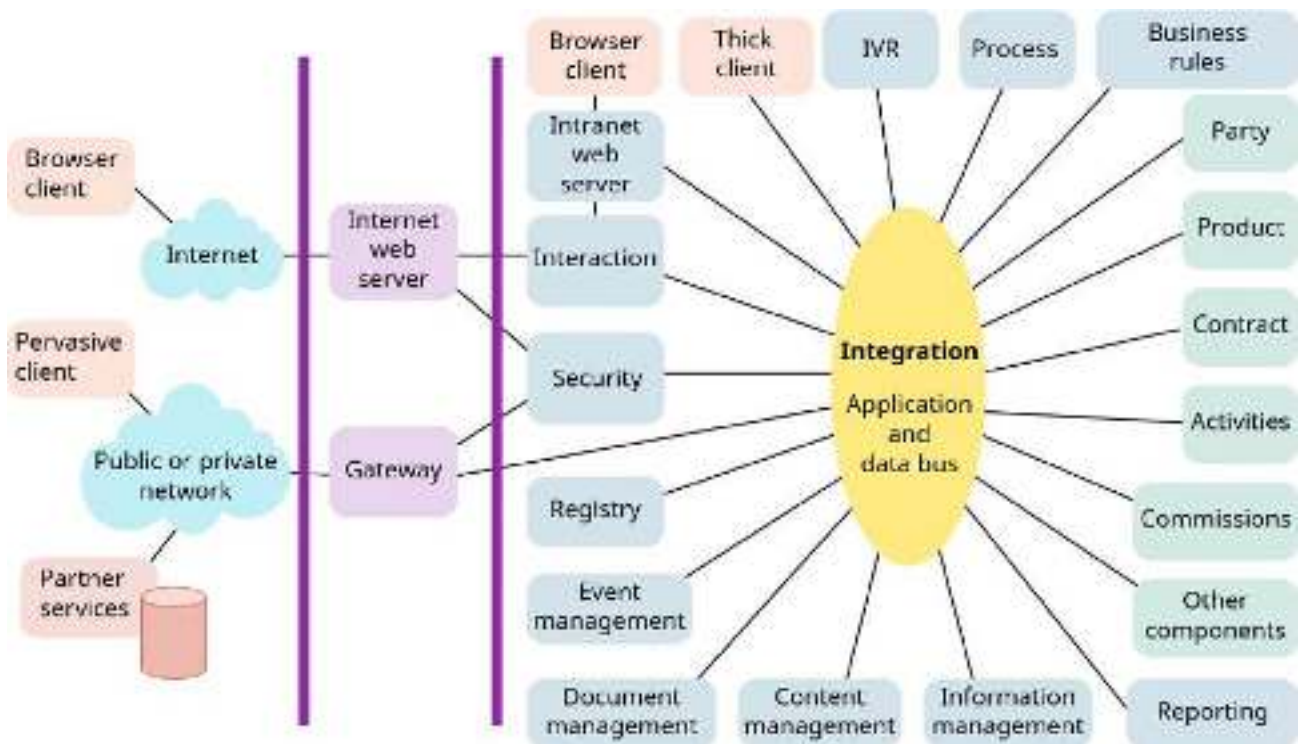 Browser
client
Internet
Pervasive
client
Public or private
network
Partner
services
Internet
web
server
Gateway
Browser
client
Intranet
web
server
Interaction
Security
Registry
Event
management
Document
management
Content
management
Information
management
Reporting
Thick
client
IVR
Process
Business
rules
Party
Product
Contract
Activities
Commissions
Other
components
Integration
Application
and
data bus